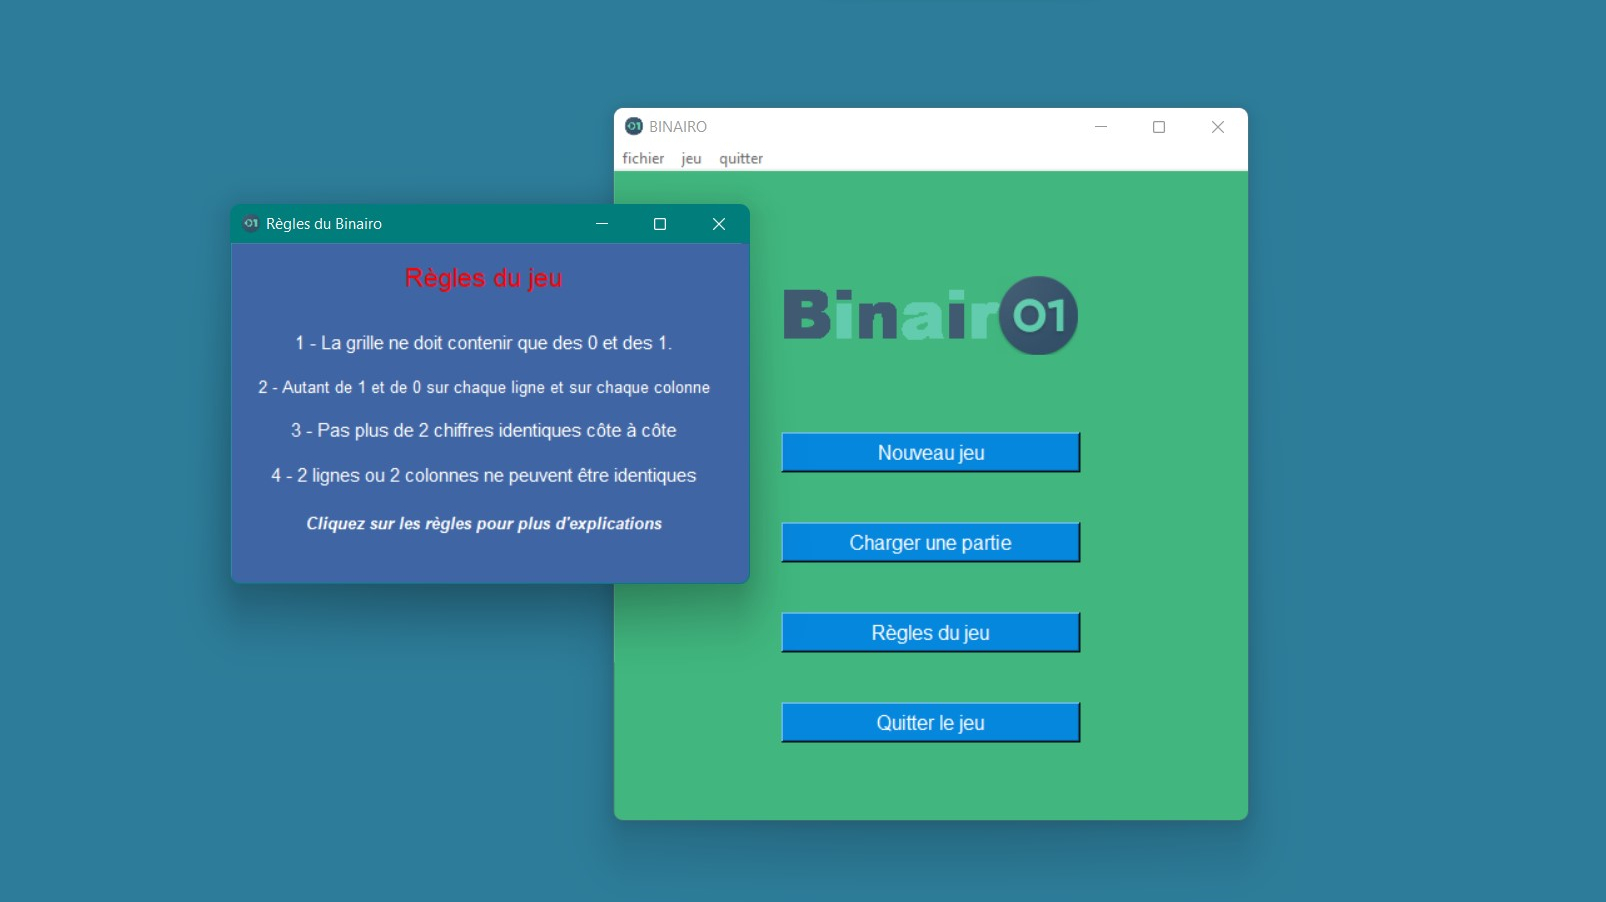 BINAIRO
fichier jeu quitter
Règles du Binairo
Règles du jeu
1 - La grille ne doit contenir que des 0 et des 1.
2 - Autant de 1 et de 0 sur chaque ligne et sur chaque colonne
3 - Pas plus de 2 chiffres identiques côte à côte
4 - 2 lignes ou 2 colonnes ne peuvent être identiques
Cliquez sur les règles pour plus d'explications
Binair01
Nouveau jeu
Charger une partie
Règles du jeu
Quitter le jeu